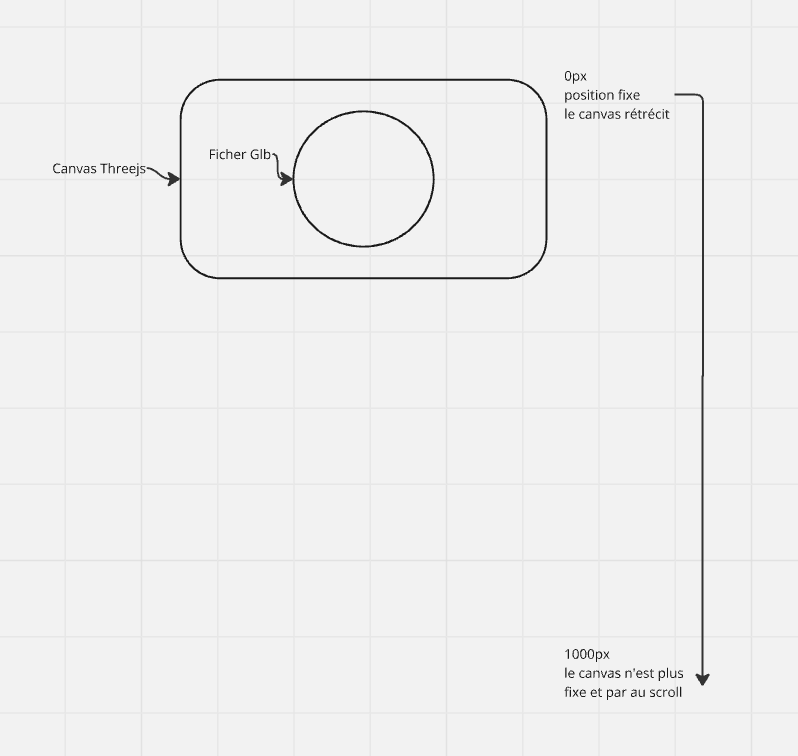 0px
position fixe
le canvas rétrécit
Ficher Glb
Canvas Threejs
1000px
le canvas n'est plus
fixe et par au scroll